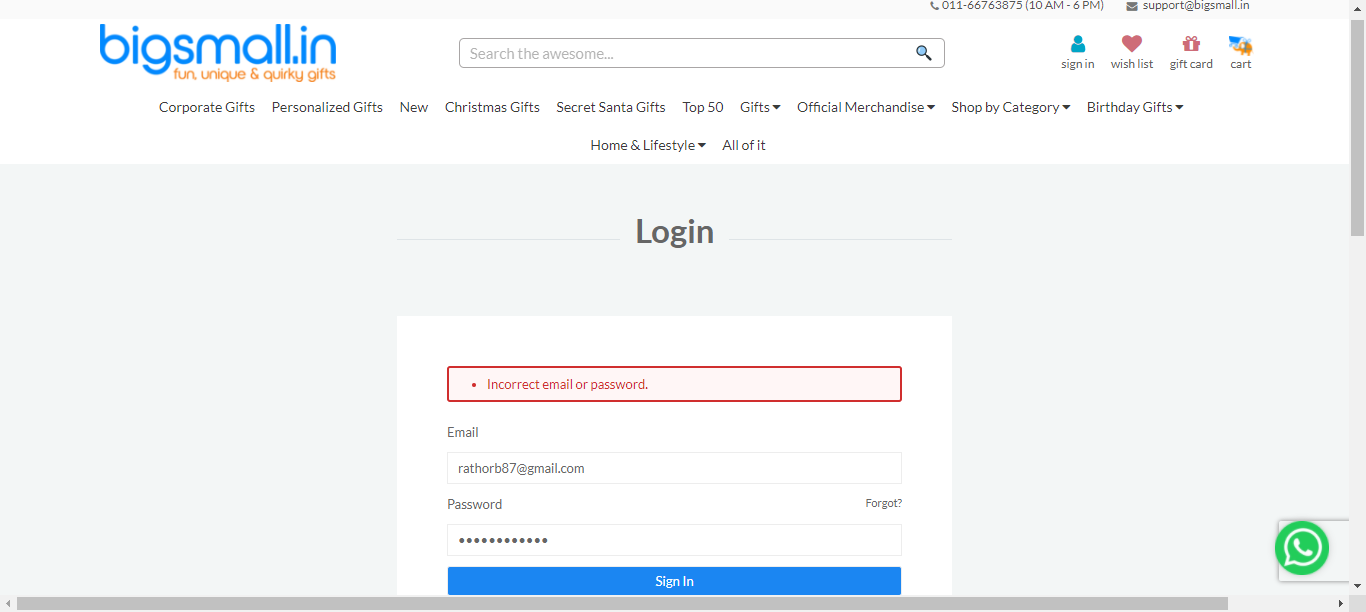 011-66763875 (10 AM - 6 PM) support@bigsmall.in
bigsmall.in
fun, unique & quirky gifts
Search the awesome...
sign in wish list gift card cart
Corporate Gifts Personalized Gifts New Christmas Gifts Secret Santa Gifts Top 50 Gifts Official Merchandise Shop by Category Birthday Gifts
Home & Lifestyle All of it
Login
Incorrect email or password.
Email
rathorb87@gmail.com
Password Forgot?
••••••••••••
Sign In